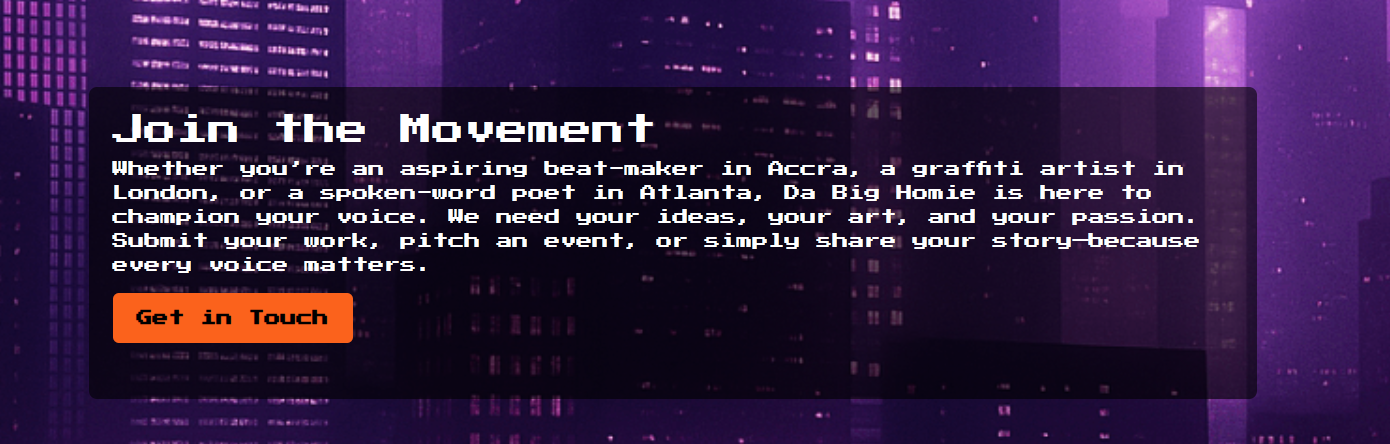 Join the Movement
Whether you're an aspiring beat-maker in Accra, a graffiti artist in
London, or a spoken-word poet in Atlanta, Da Big Homie is here to
champion your voice. We need your ideas, your art, and your passion.
Submit your work, pitch an event, or simply share your story—because
every voice matters.
Get in Touch